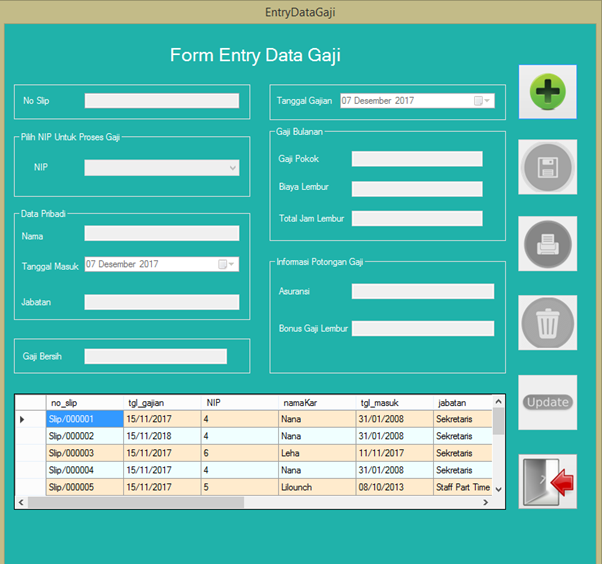 EntryDataGaji
Form Entry Data Gaji
No Slip
Tanggal Gajian 07 Desember 2017
Pilih NIP Untuk Proses Gaji
NIP
Gaji Bulanan
Gaji Pokok
Biaya Lembur
Total Jam Lembur
Data Pribadi
Nama
Tanggal Masuk 07 Desember 2017
Jabatan
Informasi Potongan Gaji
Asuransi
Bonus Gaji Lembur
Gaji Bersih
Update
no_slip tgl_gajian NIP namaKar tgl_masuk jabatan
Slip/000001 15/11/2017 4 Nana 31/01/2008 Sekretaris
Slip/000002 15/11/2018 4 Nana 31/01/2008 Sekretaris
Slip/000003 15/11/2017 6 Leha 11/11/2017 Sekretaris
Slip/000004 15/11/2017 4 Nana 31/01/2008 Sekretaris
Slip/000005 15/11/2017 5 Lilounch 08/10/2013 Staff Part Time